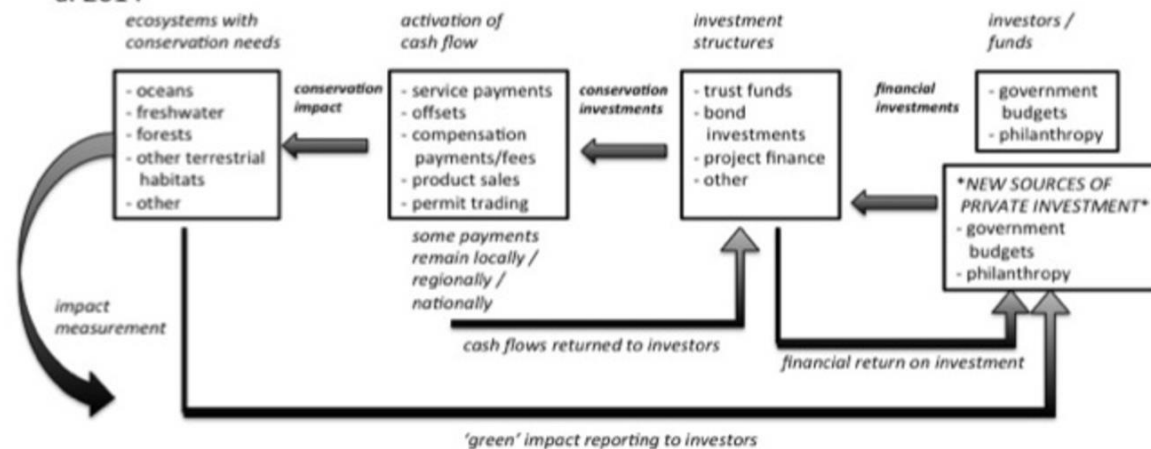 ecosystems with
conservation needs
activation of
cash flow
investment
structures
investors /
funds
- oceans
- freshwater
- forests
- other terrestrial
habitats
- other
conservation
impact
- service payments
- offsets
- compensation
payments/fees
- product sales
- permit trading
conservation
investments
- trust funds
- bond
investments
- project finance
- other
financial
investments
- government
budgets
- philanthropy
*NEW SOURCES OF
PRIVATE INVESTMENT*
- government
budgets
- philanthropy
some payments
remain locally /
regionally /
nationally
impact
measurement
cash flows returned to investors
financial return on investment
'green' impact reporting to investors